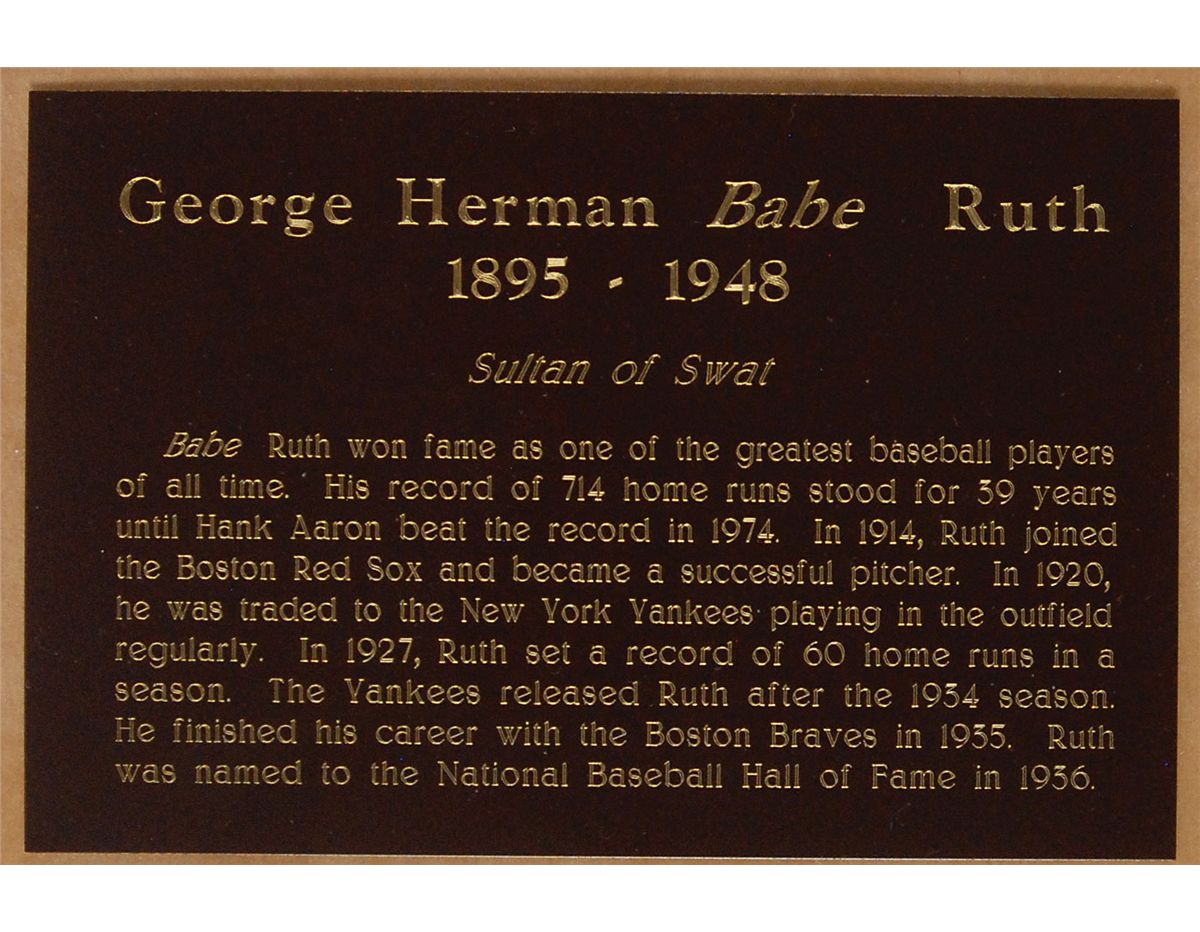 George Herman Babe Ruth
1895 - 1948
Sultan of Swat
Babe Ruth won fame as one of the greatest baseball players
of all time. His record of 714 home runs stood for 39 years
until Hank Aaron beat the record in 1974. In 1914, Ruth joined
the Boston Red Sox and became a successful pitcher. In 1920,
he was traded to the New York Yankees playing in the outfield
regularly. In 1927, Ruth set a record of 60 home runs in a
season. The Yankees released Ruth after the 1934 season.
He finished his career with the Boston Braves in 1935. Ruth
was named to the National Baseball Hall of Fame in 1936.